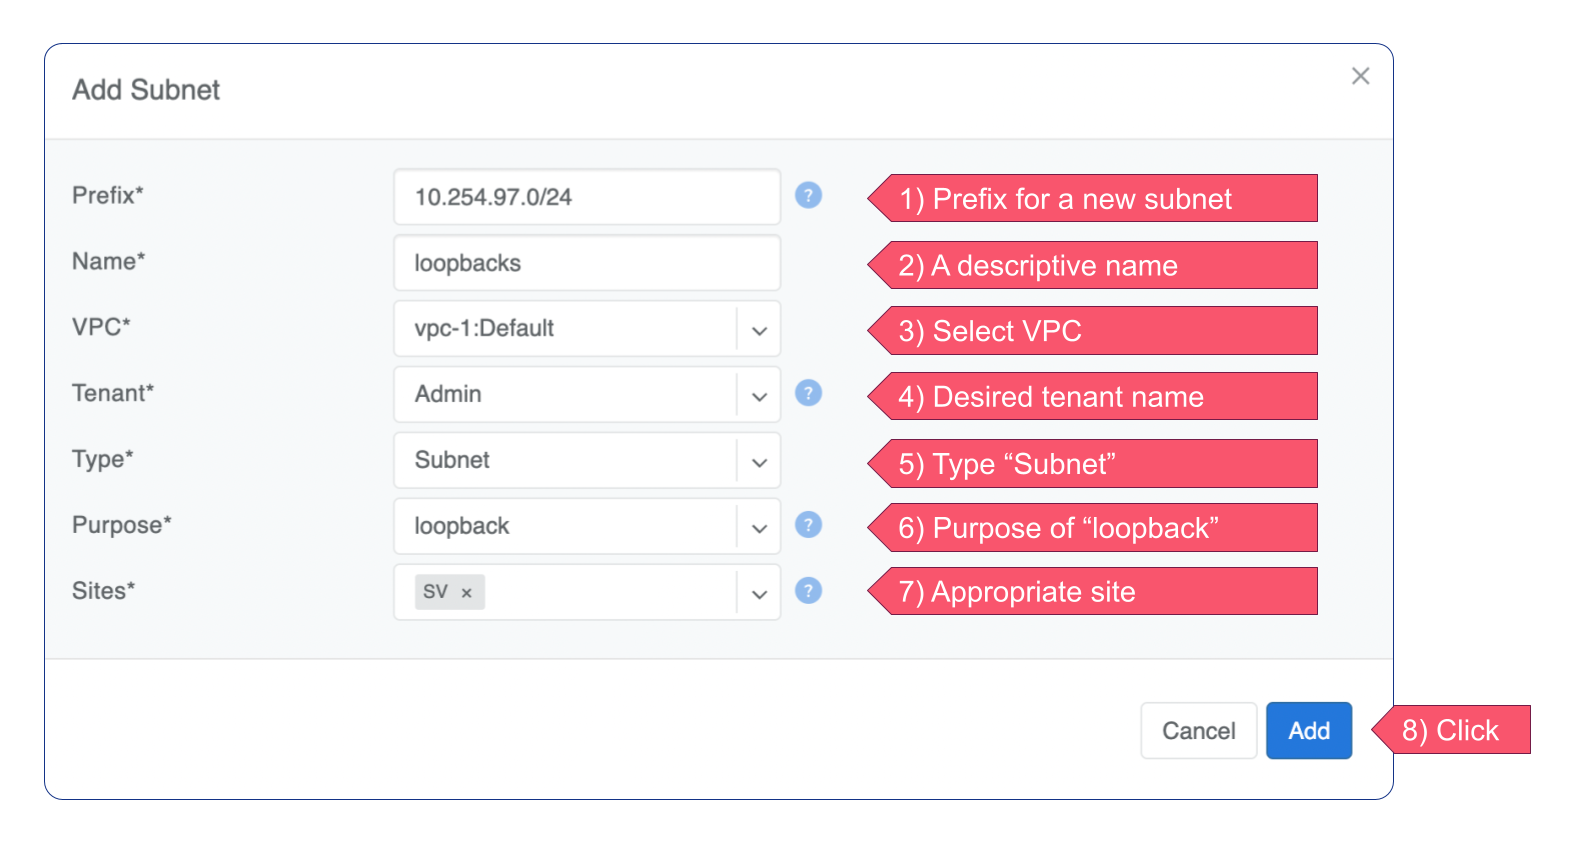 Add Subnet ×
Prefix* 10.254.97.0/24 ? 1) Prefix for a new subnet
Name* loopbacks 2) A descriptive name
VPC* vpc-1:Default 3) Select VPC
Tenant* Admin ? 4) Desired tenant name
Type* Subnet 5) Type “Subnet”
Purpose* loopback ? 6) Purpose of “loopback”
Sites* SV × ? 7) Appropriate site
Cancel Add 8) Click